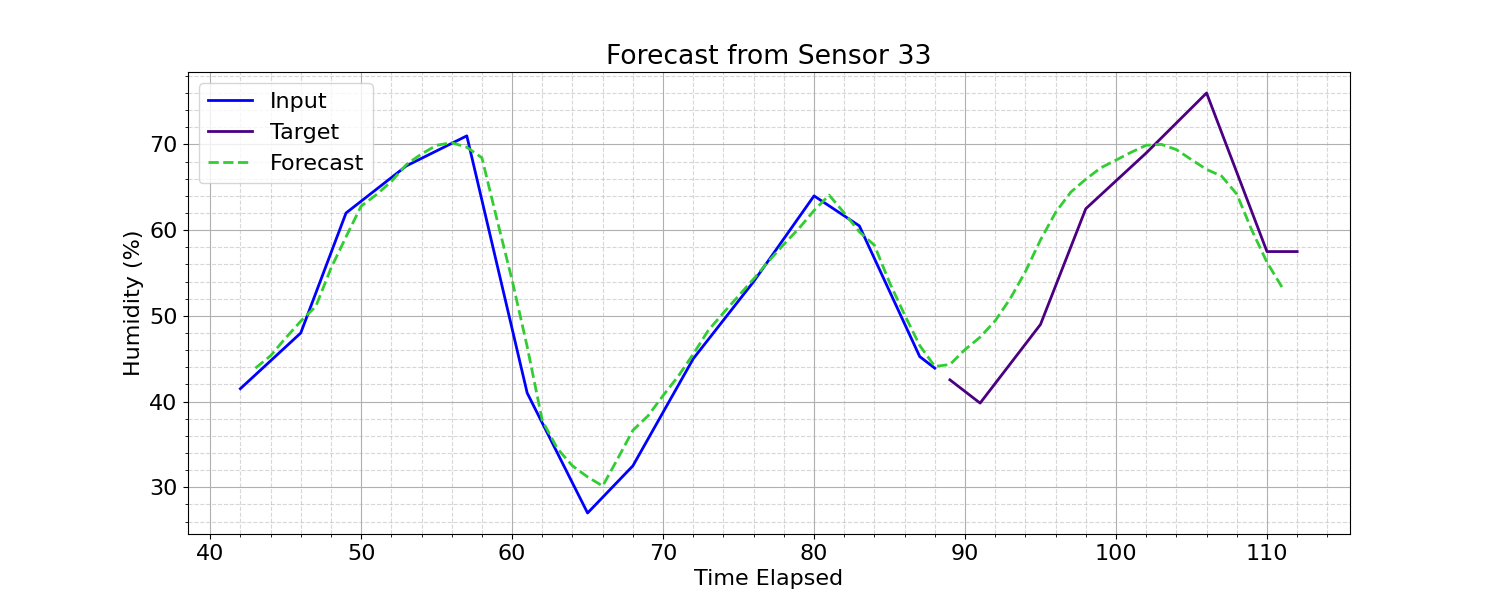 Forecast from Sensor 33
Input
Target
Forecast
Humidity (%)
70
60
50
40
30
40 50 60 70 80 90 100 110
Time Elapsed